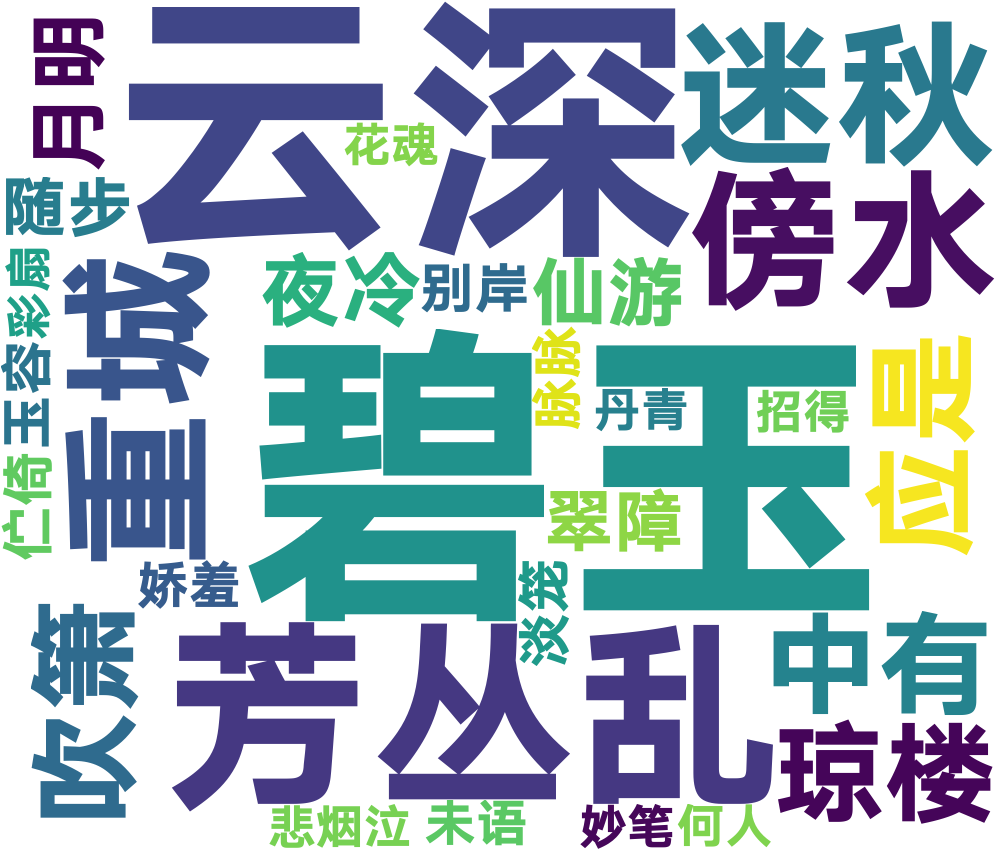 云深
迷秋
月明
花魂
傍水
随步
夜冷
别岸
仙游
彩扇
重城
碧玉
脉脉
应是
玉容
丹青
招得
伫倚
翠障
娇羞
淡笼
吹箫
芳丛乱
中有
琼楼
悲烟泣
未语
妙笔
何人